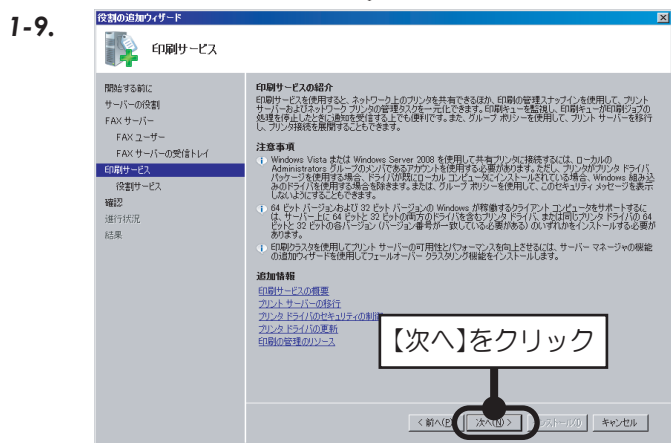 1-9.
役割の追加ウィザード
印刷サービス
開始する前に
サーバーの役割
FAX サーバー
FAX ユーザー
FAX サーバーの受信トレイ
印刷サービス
役割サービス
確認
進行状況
結果
印刷サービスの紹介
印刷サービスを使用すると、ネットワーク上のプリンタを共有できるほか、印刷の管理スナップインを使用して、プリント
サーバーおよびネットワーク プリンタの管理タスクを一元化できます。印刷キューを監視し、印刷キューが印刷ジョブの
処理を停止したときに通知を受信する上でも便利です。また、グループ ポリシーを使用して、プリント サーバーを移行
し、プリンタ接続を展開することもできます。
注意事項
Windows Vista または Windows Server 2008 を使用して共有プリンタに接続するには、ローカルの
Administrators グループのメンバであるアカウントを使用する必要があります。ただし、プリンタがプリンタ ドライバ
パッケージを使用する場合、ドライバが既にローカル コンピュータにインストールされている場合、Windows 組み込
みのドライバを使用する場合を除きます。または、グループ ポリシーを使用して、このセキュリティ メッセージを表示
しないようにすることもできます。
64 ビット バージョンおよび 32 ビット バージョンの Windows が稼働するクライアント コンピュータをサポートするに
は、サーバー上に 64 ビットと 32 ビットの両方のドライバを含むプリンタ ドライバ、または同じプリンタ ドライバの 64
ビットと 32 ビットの各バージョン (バージョン番号が一致している必要がある) のいずれかをインストールする必要が
あります。
印刷クラスタを使用してプリント サーバーの可用性とパフォーマンスを向上させるには、サーバー マネージャの機能
の追加ウィザードを使用してフェールオーバー クラスタリング機能をインストールします。
追加情報
印刷サービスの概要
プリント サーバーの移行
プリンタ ドライバのセキュリティの制御
プリンタ ドライバの更新
印刷の管理のリソース
【次へ】をクリック
< 前へ(P) 次へ(N) > インストール(I) キャンセル